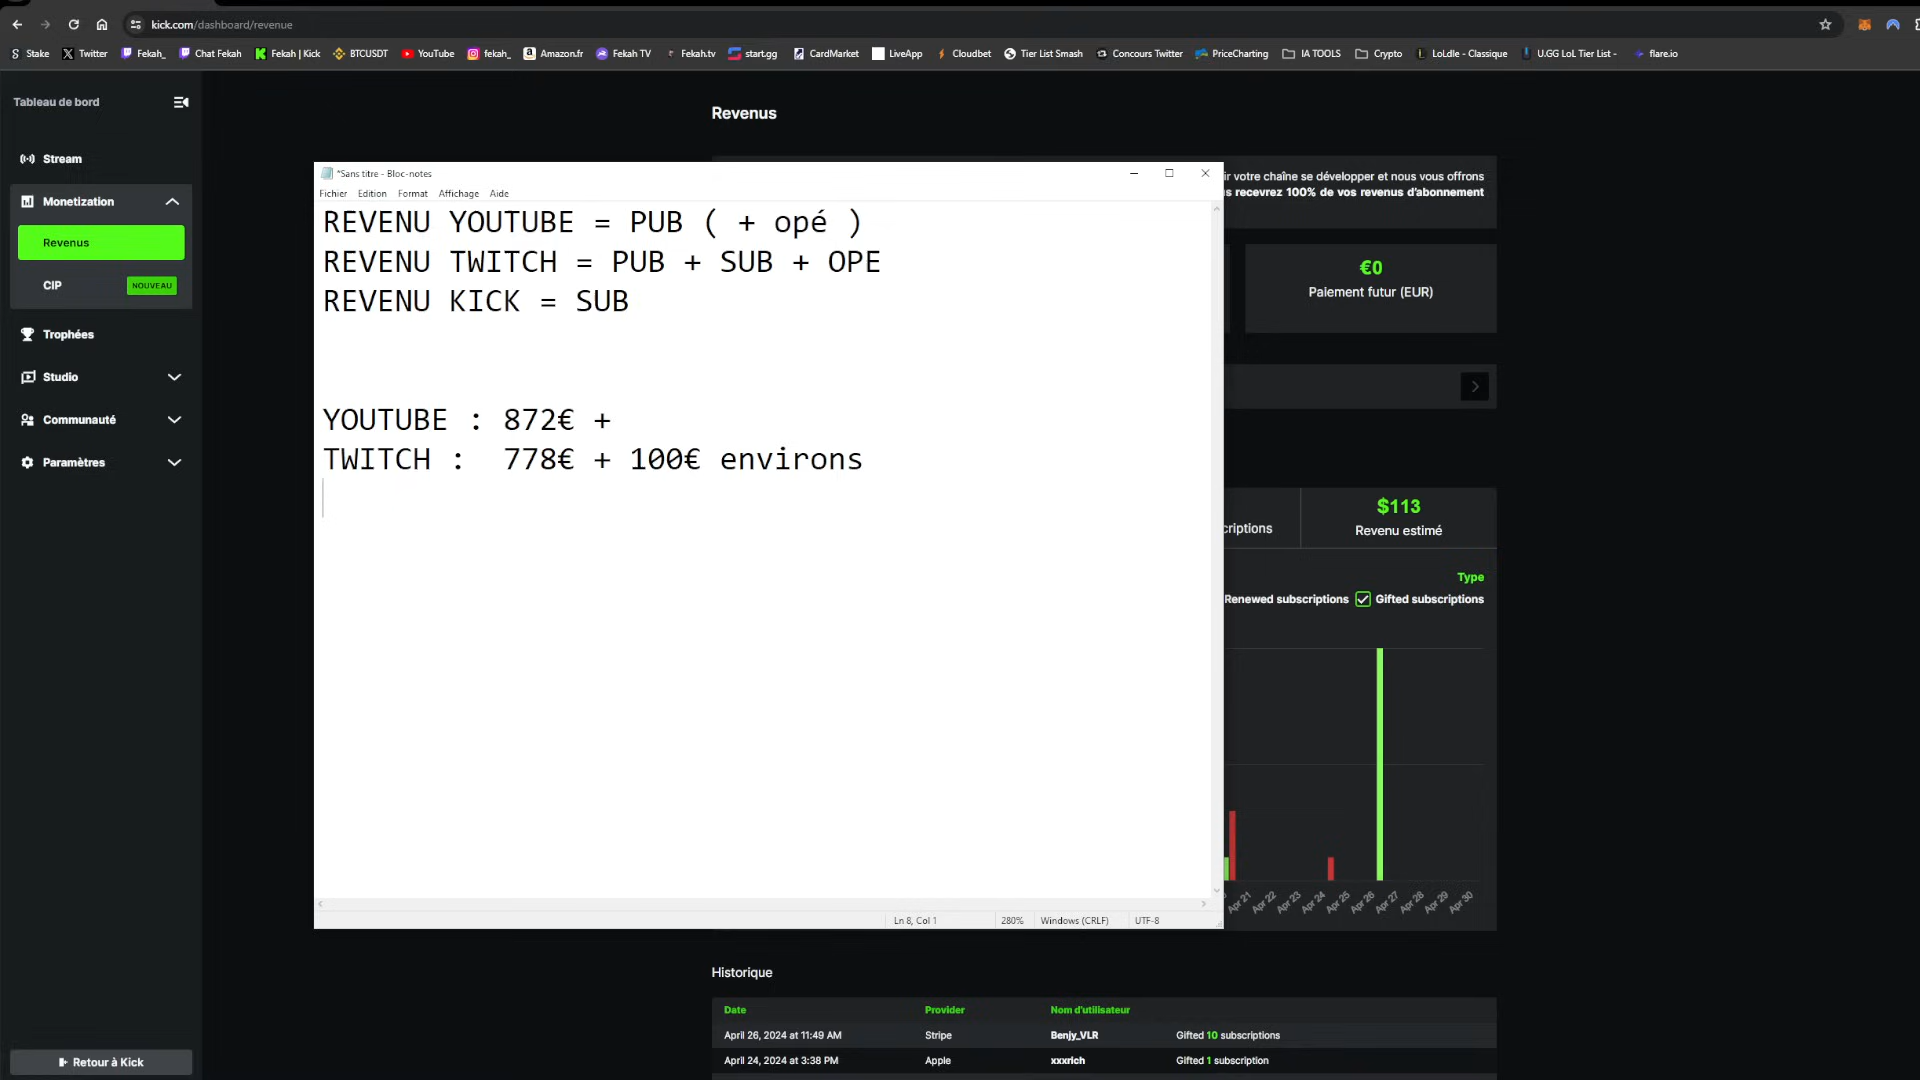 kick.com/dashboard/revenue
Stake Twitter Fekah_ Chat Fekah Fekah | Kick BTCUSDT YouTube fekah_ Amazon.fr Fekah TV Fekah.tv start.gg CardMarket LiveApp Cloudbet Tier List Smash Concours Twitter PriceCharting IA TOOLS Crypto LoLdle - Classique U.GG LoL Tier List - flare.io
Tableau de bord
Stream
Monetization
Revenus
CIP NOUVEAU
Trophées
Studio
Communauté
Paramètres
Retour à Kick
Revenus
ir votre chaîne se développer et nous vous offrons
s recevrez 100% de vos revenus d'abonnement
€0
Paiement futur (EUR)
*Sans titre - Bloc-notes
Fichier Edition Format Affichage Aide
REVENU YOUTUBE = PUB ( + opé )
REVENU TWITCH = PUB + SUB + OPE
REVENU KICK = SUB
YOUTUBE : 872€ +
TWITCH : 778€ + 100€ environs
Ln 8, Col 1 280% Windows (CRLF) UTF-8
$113
criptions Revenu estimé
Type
Renewed subscriptions Gifted subscriptions
Apr 21 Apr 22 Apr 23 Apr 24 Apr 25 Apr 26 Apr 27 Apr 28 Apr 29 Apr 30
Historique
Date Provider Nom d'utilisateur
April 26, 2024 at 11:49 AM Stripe Benjy_VLR Gifted 10 subscriptions
April 24, 2024 at 3:38 PM Apple xxxrich Gifted 1 subscription